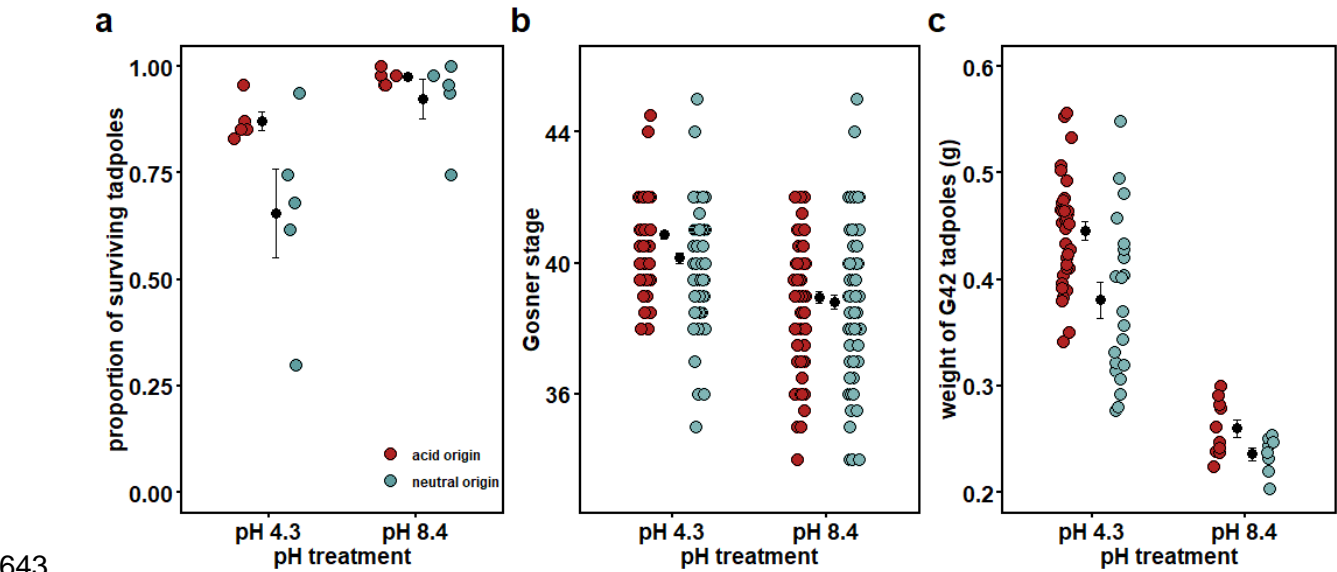 a
proportion of surviving tadpoles
1.00
0.75
0.50
0.25
0.00
acid origin
neutral origin
pH 4.3 pH 8.4
pH treatment
b
Gosner stage
44
40
36
pH 4.3 pH 8.4
pH treatment
c
weight of G42 tadpoles (g)
0.6
0.5
0.4
0.3
0.2
pH 4.3 pH 8.4
pH treatment
643